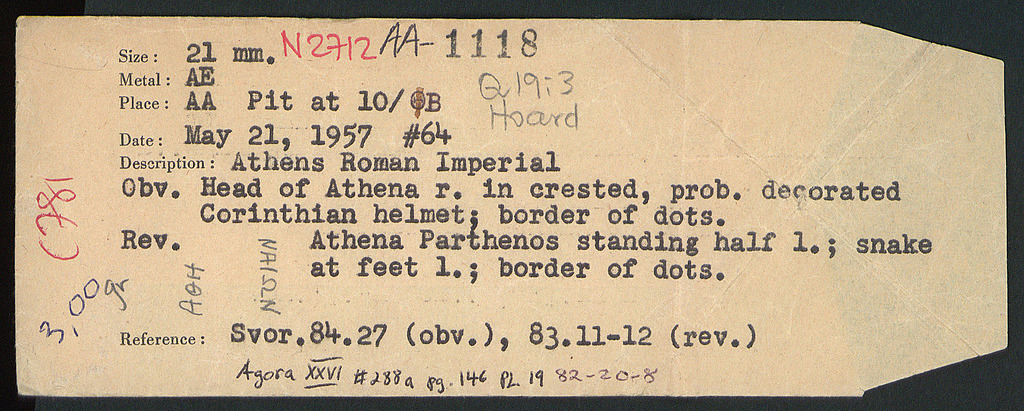 Size: 21 mm. N2712 AA-1118
Metal: AE
Place: AA Pit at 10/ΘB
Q19:3
Hoard
Date: May 21, 1957 #64
Description: Athens Roman Imperial
Obv. Head of Athena r. in crested, prob. decorated
Corinthian helmet; border of dots.
Rev. Athena Parthenos standing half l.; snake
at feet l.; border of dots.
ΑΘΗ
ΝΑΙΩΝ
C781
3,00 gr
Reference: Svor.84.27 (obv.), 83.11-12 (rev.)
Agora XXVI #288a pg. 146 PL 19 82-20-8